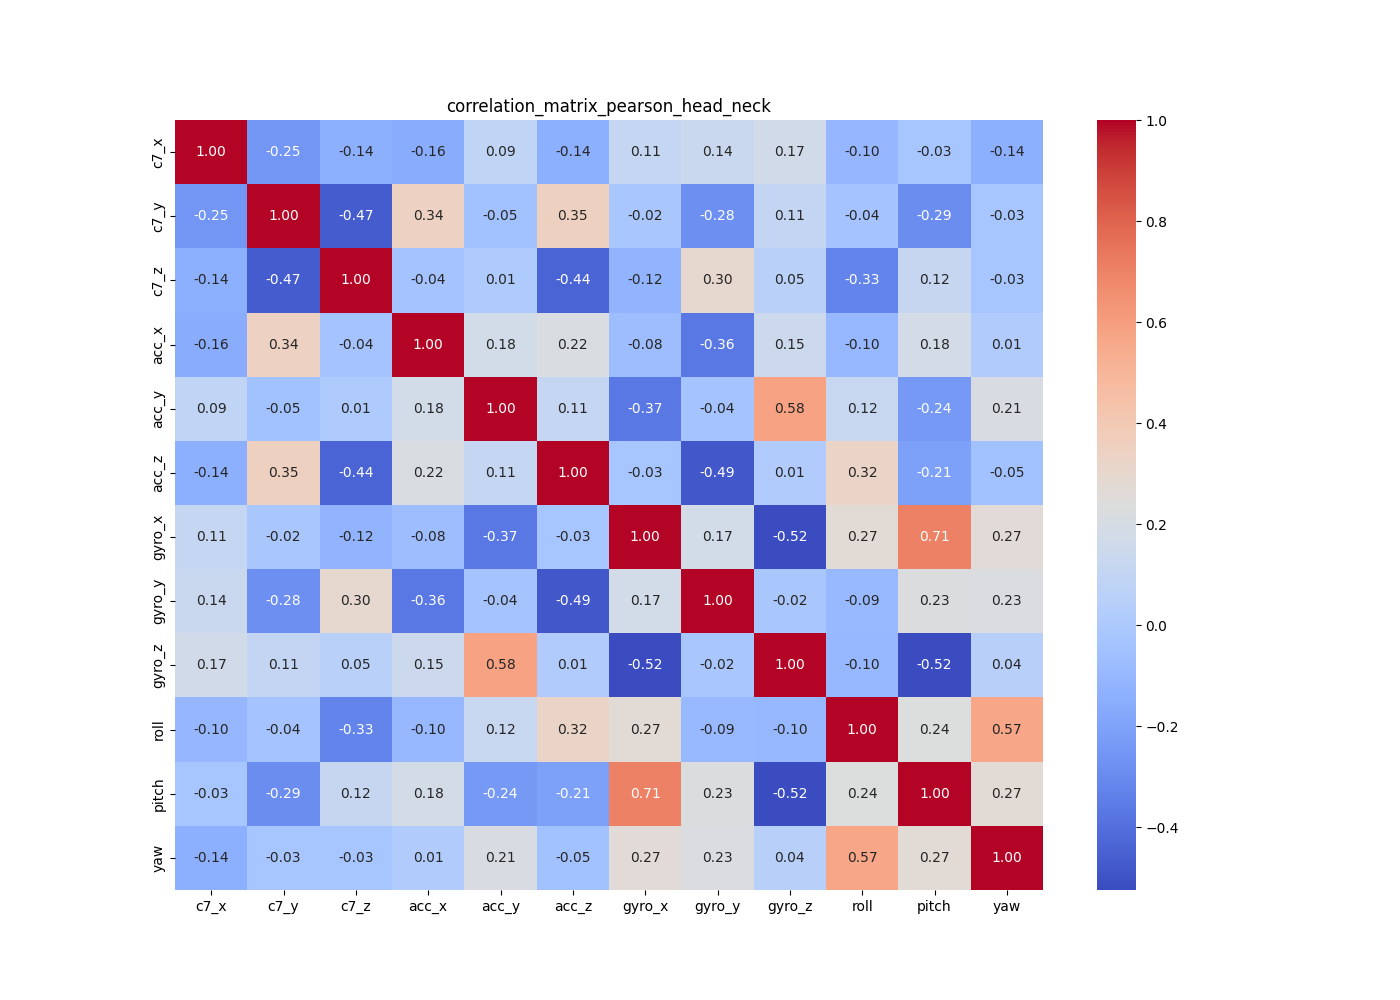 correlation_matrix_pearson_head_neck
c7_x 1.00 -0.25 -0.14 -0.16 0.09 -0.14 0.11 0.14 0.17 -0.10 -0.03 -0.14
c7_y -0.25 1.00 -0.47 0.34 -0.05 0.35 -0.02 -0.28 0.11 -0.04 -0.29 -0.03
c7_z -0.14 -0.47 1.00 -0.04 0.01 -0.44 -0.12 0.30 0.05 -0.33 0.12 -0.03
acc_x -0.16 0.34 -0.04 1.00 0.18 0.22 -0.08 -0.36 0.15 -0.10 0.18 0.01
acc_y 0.09 -0.05 0.01 0.18 1.00 0.11 -0.37 -0.04 0.58 0.12 -0.24 0.21
acc_z -0.14 0.35 -0.44 0.22 0.11 1.00 -0.03 -0.49 0.01 0.32 -0.21 -0.05
gyro_x 0.11 -0.02 -0.12 -0.08 -0.37 -0.03 1.00 0.17 -0.52 0.27 0.71 0.27
gyro_y 0.14 -0.28 0.30 -0.36 -0.04 -0.49 0.17 1.00 -0.02 -0.09 0.23 0.23
gyro_z 0.17 0.11 0.05 0.15 0.58 0.01 -0.52 -0.02 1.00 -0.10 -0.52 0.04
roll -0.10 -0.04 -0.33 -0.10 0.12 0.32 0.27 -0.09 -0.10 1.00 0.24 0.57
pitch -0.03 -0.29 0.12 0.18 -0.24 -0.21 0.71 0.23 -0.52 0.24 1.00 0.27
yaw -0.14 -0.03 -0.03 0.01 0.21 -0.05 0.27 0.23 0.04 0.57 0.27 1.00
c7_x c7_y c7_z acc_x acc_y acc_z gyro_x gyro_y gyro_z roll pitch yaw
1.0
0.8
0.6
0.4
0.2
0.0
−0.2
−0.4